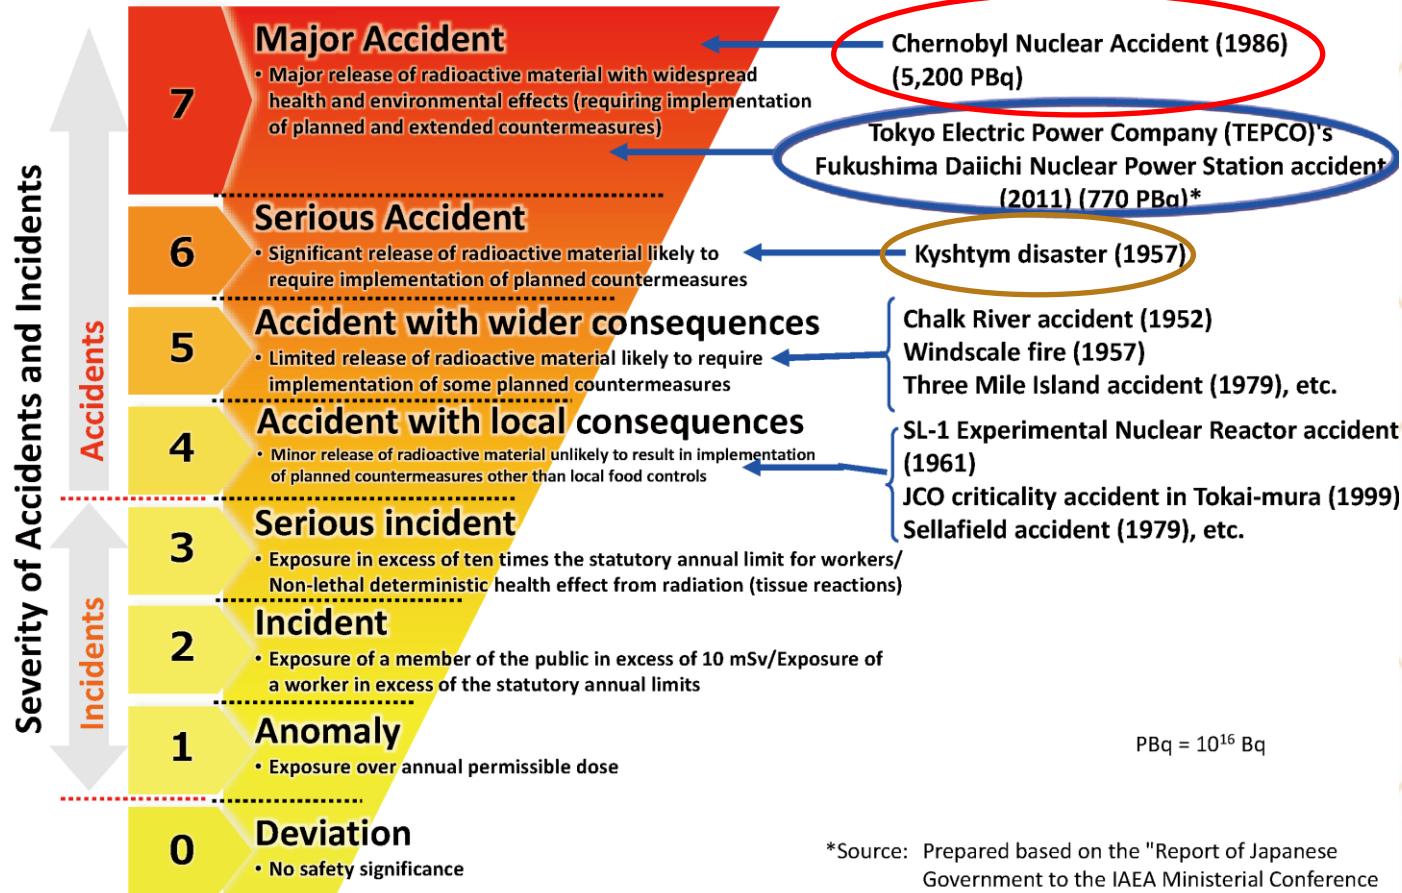 Severity of Accidents and Incidents
Accidents
Incidents
7
Major Accident
• Major release of radioactive material with widespread
health and environmental effects (requiring implementation
of planned and extended countermeasures)
Chernobyl Nuclear Accident (1986)
(5,200 PBq)
Tokyo Electric Power Company (TEPCO)'s
Fukushima Daiichi Nuclear Power Station accident
(2011) (770 PBq)*
6
Serious Accident
• Significant release of radioactive material likely to
require implementation of planned countermeasures
Kyshtym disaster (1957)
5
Accident with wider consequences
• Limited release of radioactive material likely to require
implementation of some planned countermeasures
Chalk River accident (1952)
Windscale fire (1957)
Three Mile Island accident (1979), etc.
4
Accident with local consequences
• Minor release of radioactive material unlikely to result in implementation
of planned countermeasures other than local food controls
SL-1 Experimental Nuclear Reactor accident
(1961)
JCO criticality accident in Tokai-mura (1999)
Sellafield accident (1979), etc.
3
Serious incident
• Exposure in excess of ten times the statutory annual limit for workers/
Non-lethal deterministic health effect from radiation (tissue reactions)
2
Incident
• Exposure of a member of the public in excess of 10 mSv/Exposure of
a worker in excess of the statutory annual limits
1
Anomaly
• Exposure over annual permissible dose
PBq = 10¹⁶ Bq
0
Deviation
• No safety significance
*Source: Prepared based on the "Report of Japanese
Government to the IAEA Ministerial Conference